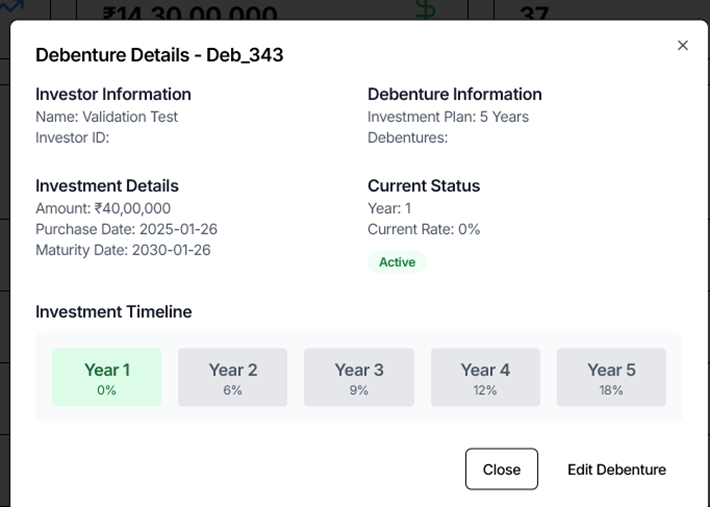 ₹14,30,00,000
37
Debenture Details - Deb_343
Investor Information
Name: Validation Test
Investor ID:
Debenture Information
Investment Plan: 5 Years
Debentures:
Investment Details
Amount: ₹40,00,000
Purchase Date: 2025-01-26
Maturity Date: 2030-01-26
Current Status
Year: 1
Current Rate: 0%
Active
Investment Timeline
Year 1
0%
Year 2
6%
Year 3
9%
Year 4
12%
Year 5
18%
Close
Edit Debenture